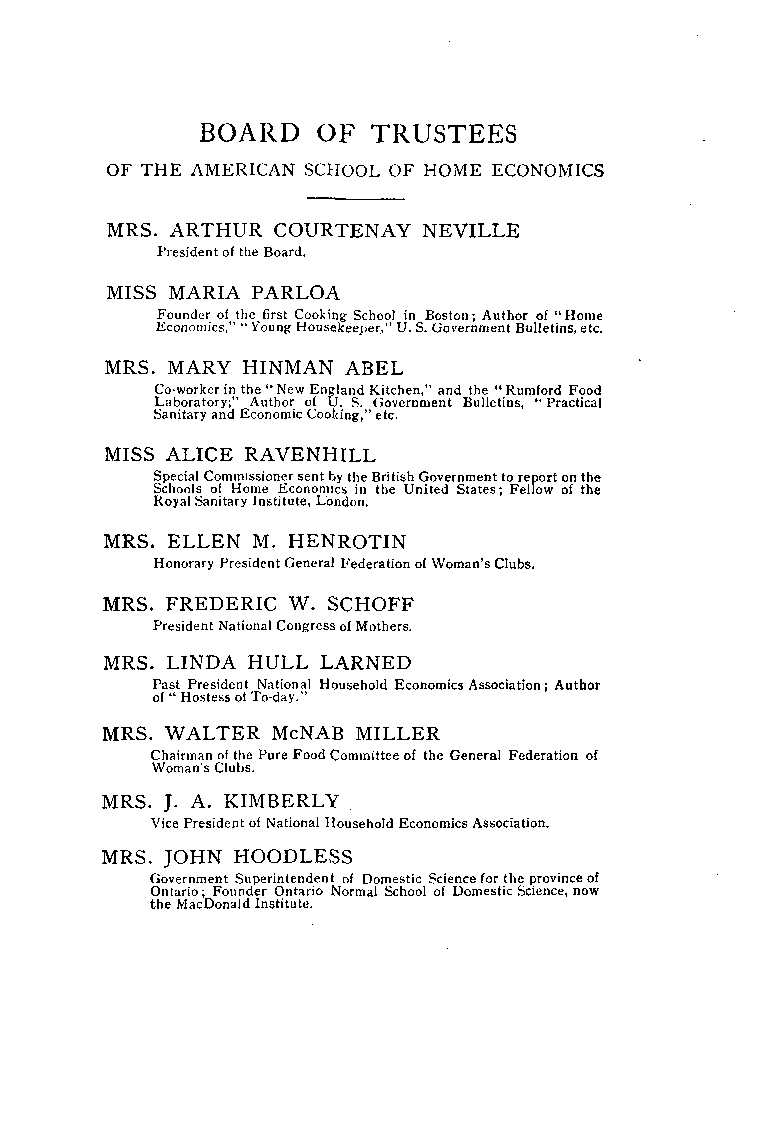 BOARD OF TRUSTEES
OF THE AMERICAN SCHOOL OF HOME ECONOMICS
MRS. ARTHUR COURTENAY NEVILLE
President of the Board.
MISS MARIA PARLOA
Founder of the first Cooking School in Boston; Author of "Home
Economics," "Young Housekeeper," U. S. Government Bulletins, etc.
MRS. MARY HINMAN ABEL
Co-worker in the "New England Kitchen," and the "Rumford Food
Laboratory;" Author of U. S. Government Bulletins, "Practical
Sanitary and Economic Cooking," etc.
MISS ALICE RAVENHILL
Special Commissioner sent by the British Government to report on the
Schools of Home Economics in the United States; Fellow of the
Royal Sanitary Institute, London.
MRS. ELLEN M. HENROTIN
Honorary President General Federation of Woman's Clubs.
MRS. FREDERIC W. SCHOFF
President National Congress of Mothers.
MRS. LINDA HULL LARNED
Past President National Household Economics Association; Author
of "Hostess of To-day."
MRS. WALTER McNAB MILLER
Chairman of the Pure Food Committee of the General Federation of
Woman's Clubs.
MRS. J. A. KIMBERLY
Vice President of National Household Economics Association.
MRS. JOHN HOODLESS
Government Superintendent of Domestic Science for the province of
Ontario; Founder Ontario Normal School of Domestic Science, now
the MacDonald Institute.